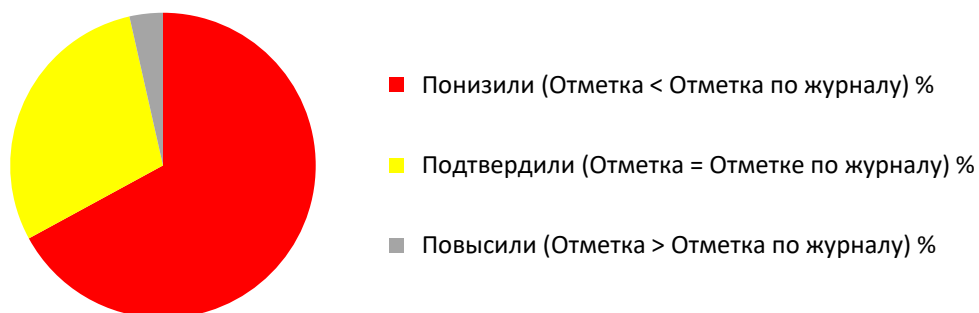 Понизили (Отметка < Отметка по журналу) %
Подтвердили (Отметка = Отметке по журналу) %
Повысили (Отметка > Отметка по журналу) %